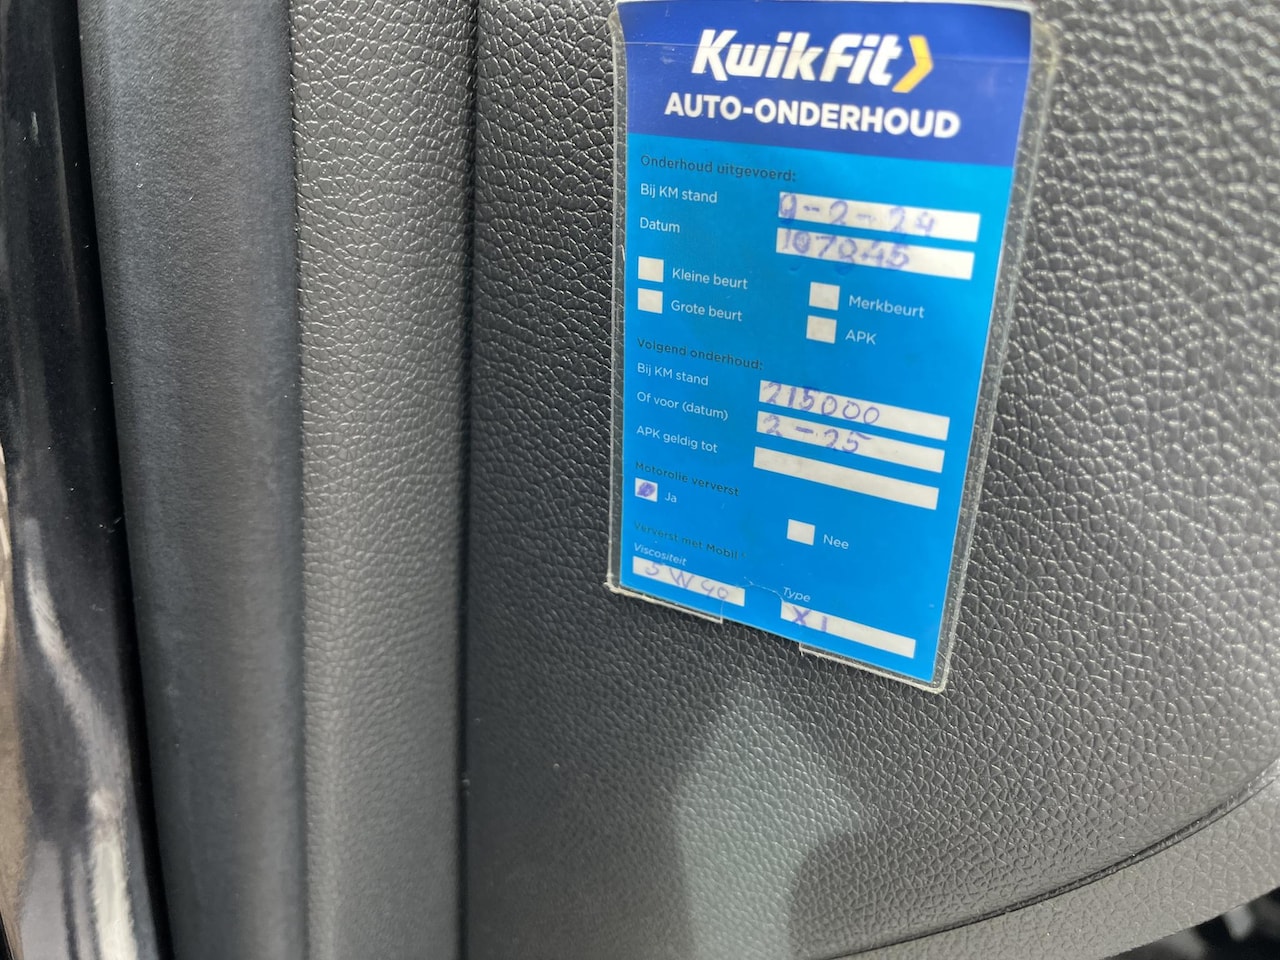 KwikFit
AUTO-ONDERHOUD
Onderhoud uitgevoerd:
Bij KM stand 9-2-24
Datum
Kleine beurt
Merkbeurt
Grote beurt
APK
Volgend onderhoud:
Bij KM stand 215000
Of voor (datum) 2-25
APK geldig tot
Motorolie ververst
Ja
Nee
Ververst met Mobil
Viscositeit 5W40
Type X1